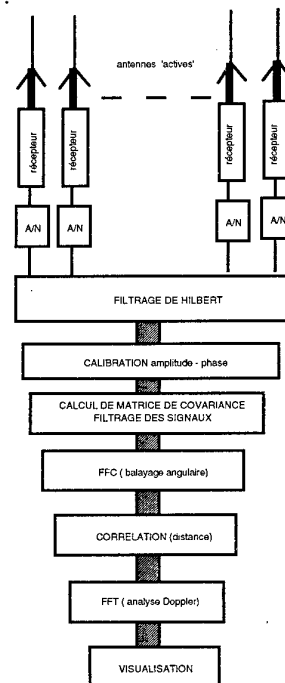 antennes 'actives'
récepteur
récepteur
récepteur
récepteur
A/N
A/N
A/N
A/N
FILTRAGE DE HILBERT
CALIBRATION amplitude - phase
CALCUL DE MATRICE DE COVARIANCE
FILTRAGE DES SIGNAUX
FFC ( balayage angulaire)
CORRELATION (distance)
FFT ( analyse Doppler)
VISUALISATION